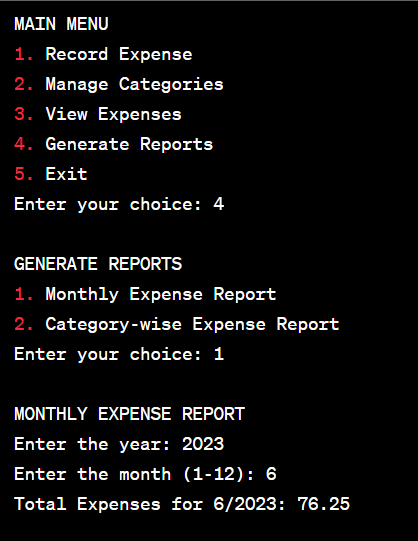 MAIN MENU
1. Record Expense
2. Manage Categories
3. View Expenses
4. Generate Reports
5. Exit
Enter your choice: 4
GENERATE REPORTS
1. Monthly Expense Report
2. Category-wise Expense Report
Enter your choice: 1
MONTHLY EXPENSE REPORT
Enter the year: 2023
Enter the month (1-12): 6
Total Expenses for 6/2023: 76.25